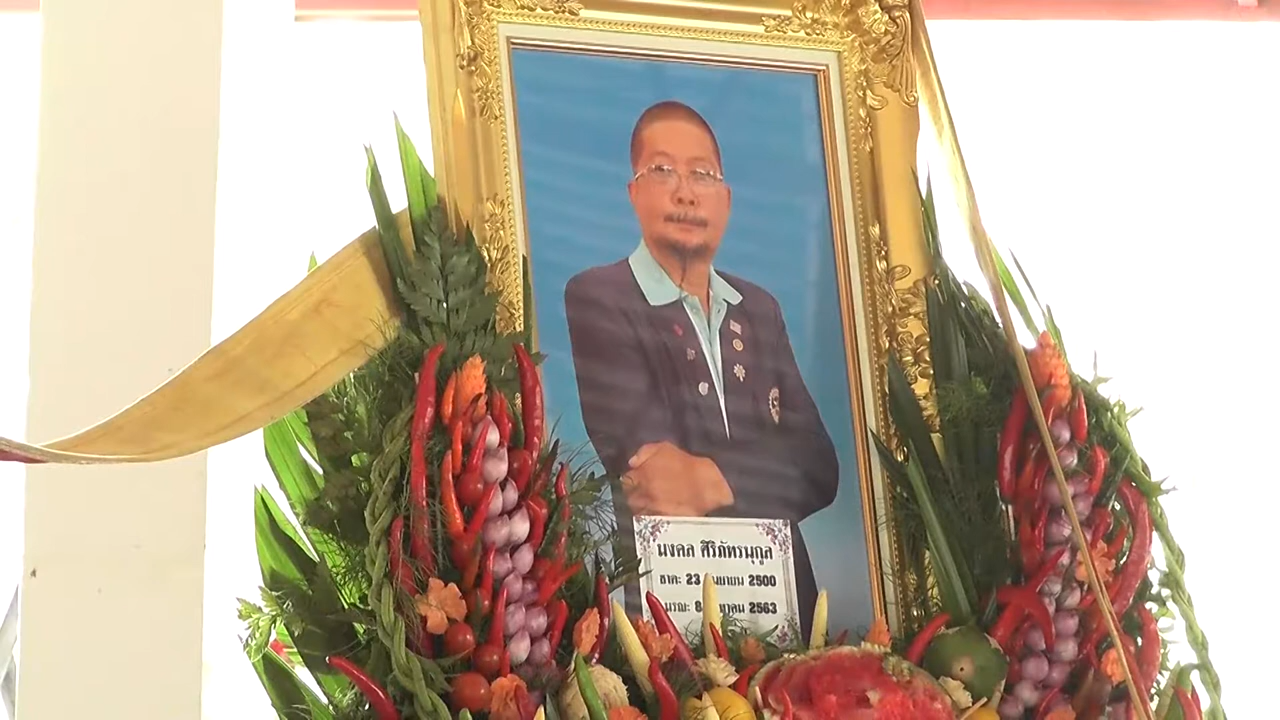 มงคล ศิริภัทรนุกูล
ชาตะ 23 2500
มรณะ 8 2563